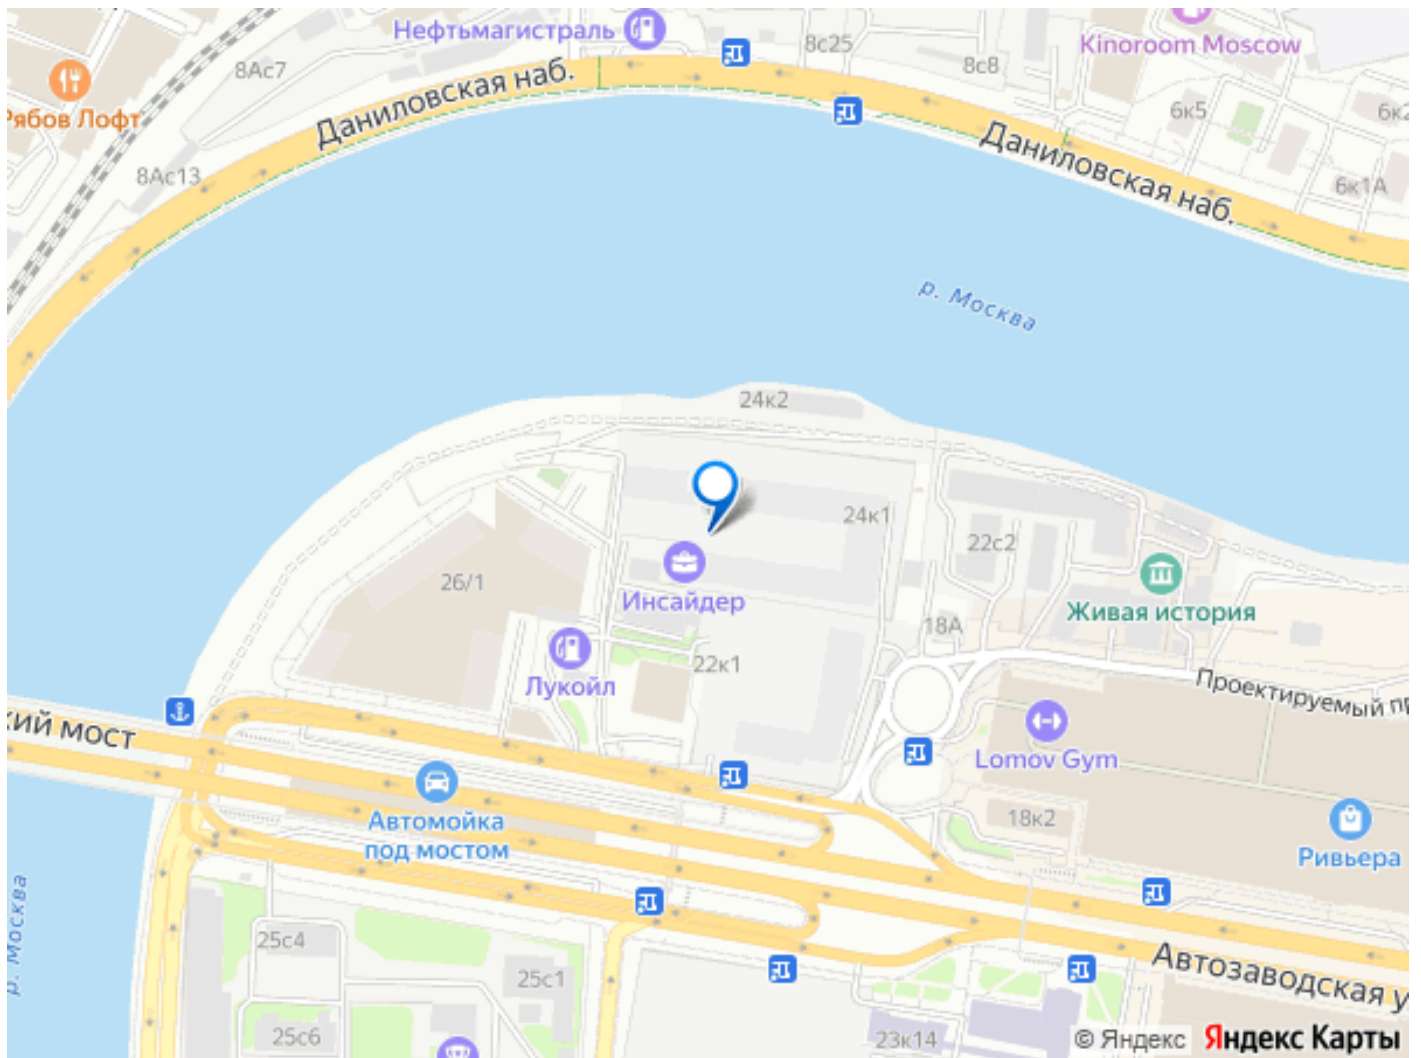 Нефтьмагистраль
8с25
Kinoroom Moscow
8Ас7
8с8
Рябов Лофт
Даниловская наб.
6к5
6к2
Даниловская наб.
8Ас13
6к1А
р. Москва
24к2
24к1
22с2
26/1
Инсайдер
Живая история
18А
22к1
Лукойл
Проектируемый пр
кий мост
Lomov Gym
Автомойка
под мостом
18к2
Ривьера
р. Москва
25с4
25с1
Автозаводская у
25с6
23к14
© Яндекс Яндекс Карты